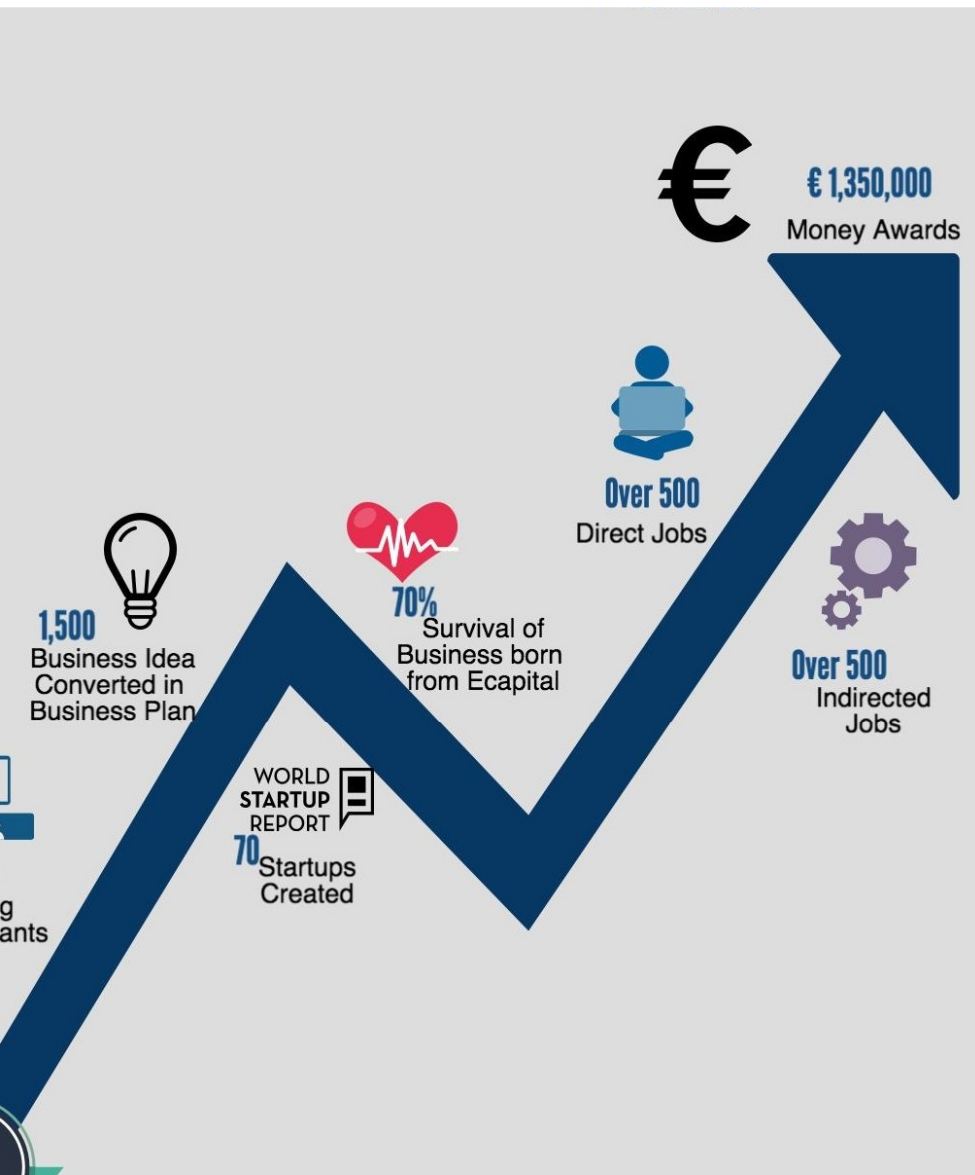 € 1,350,000
Money Awards
Over 500
Direct Jobs
70%
Survival of
Business born
from Ecapital
1,500
Business Idea
Converted in
Business Plan
Over 500
Indirected
Jobs
WORLD
STARTUP
REPORT
70
Startups
Created